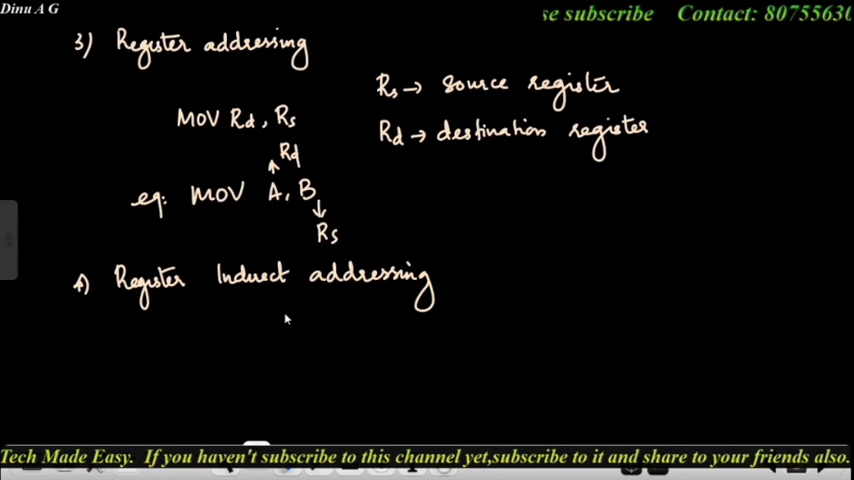 Dinu A G
se subscribe Contact: 80755630
3) Register addressing
Rs → source register
MOV Rd, Rs
Rd → destination register
Rd
eg: MOV A, B
Rs
4) Register Indirect addressing
Tech Made Easy. If you haven't subscribe to this channel yet,subscribe to it and share to your friends also.